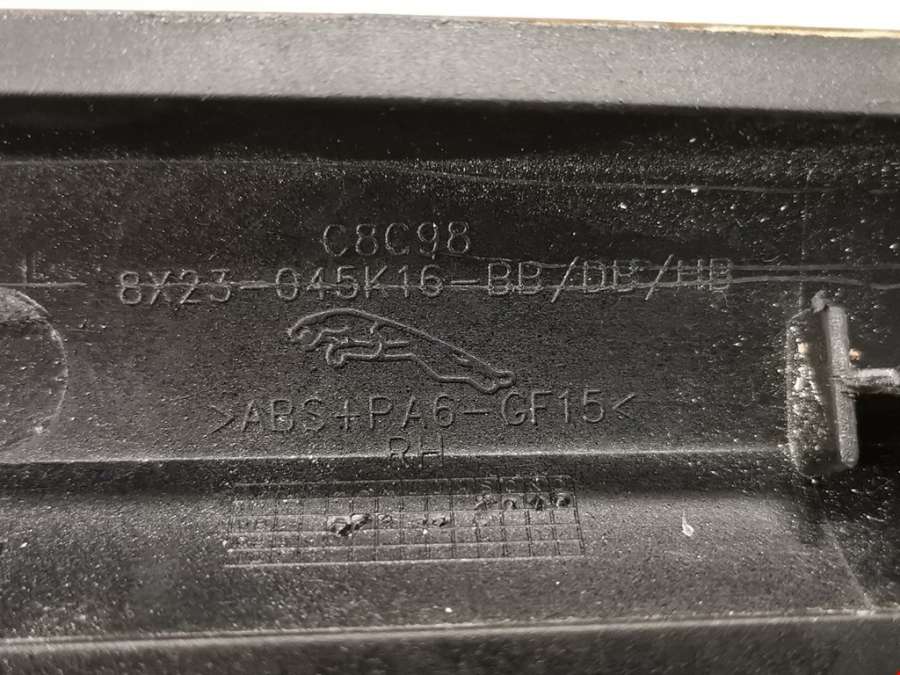 C8C98
8X23-045K16-BB/DB/HB
>ABS+PA6-GF15<
RH